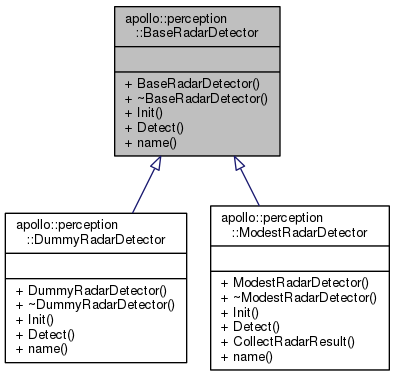 apollo::perception
::BaseRadarDetector
+ BaseRadarDetector()
+ ~BaseRadarDetector()
+ Init()
+ Detect()
+ name()
apollo::perception
::DummyRadarDetector
+ DummyRadarDetector()
+ ~DummyRadarDetector()
+ Init()
+ Detect()
+ name()
apollo::perception
::ModestRadarDetector
+ ModestRadarDetector()
+ ~ModestRadarDetector()
+ Init()
+ Detect()
+ CollectRadarResult()
+ name()